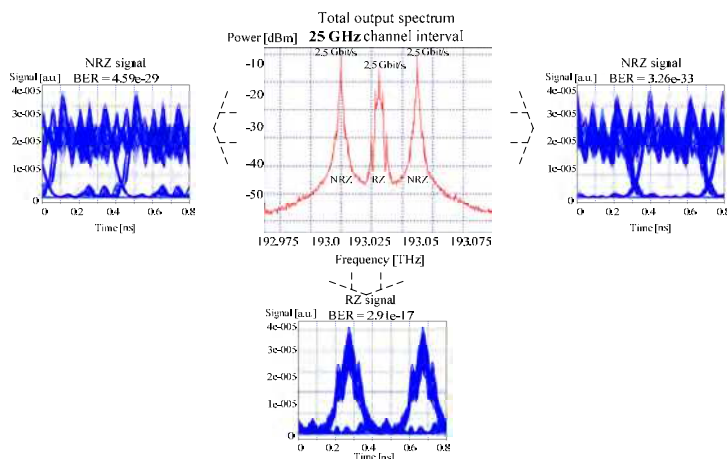 Total output spectrum
Power [dBm] 25 GHz channel interval
2,5 Gbit/s 2,5 Gbit/s 2,5 Gbit/s
-10
-20
-30
-40
-50
NRZ RZ NRZ
192.975 193.0 193.025 193.05 193.075
Frequency [THz]
NRZ signal
Signal [a.u.] BER = 4.59e-29
4e-005
3e-005
2e-005
1e-005
0
0 0.2 0.4 0.6 0.8
Time [ns]
NRZ signal
Signal [a.u.] BER = 3.26e-33
4e-005
3e-005
2e-005
1e-005
0
0 0.2 0.4 0.6 0.8
Time [ns]
RZ signal
Signal [a.u.] BER = 2.91e-17
4e-005
3e-005
2e-005
1e-005
0
0 0.2 0.4 0.6 0.8
Time [ns]